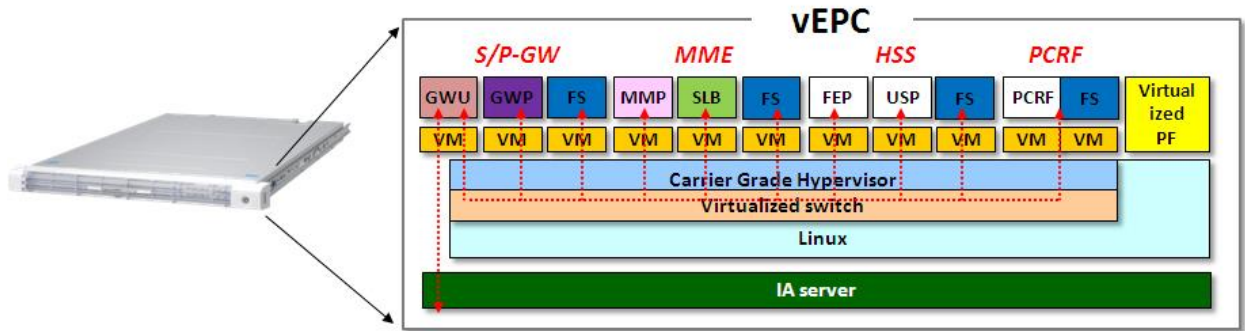 vEPC
S/P-GW MME HSS PCRF
GWU GWP FS MMP SLB FS FEP USP FS PCRF FS Virtual
ized
PF
VM VM VM VM VM VM VM VM VM VM VM
Carrier Grade Hypervisor
Virtualized switch
Linux
IA server